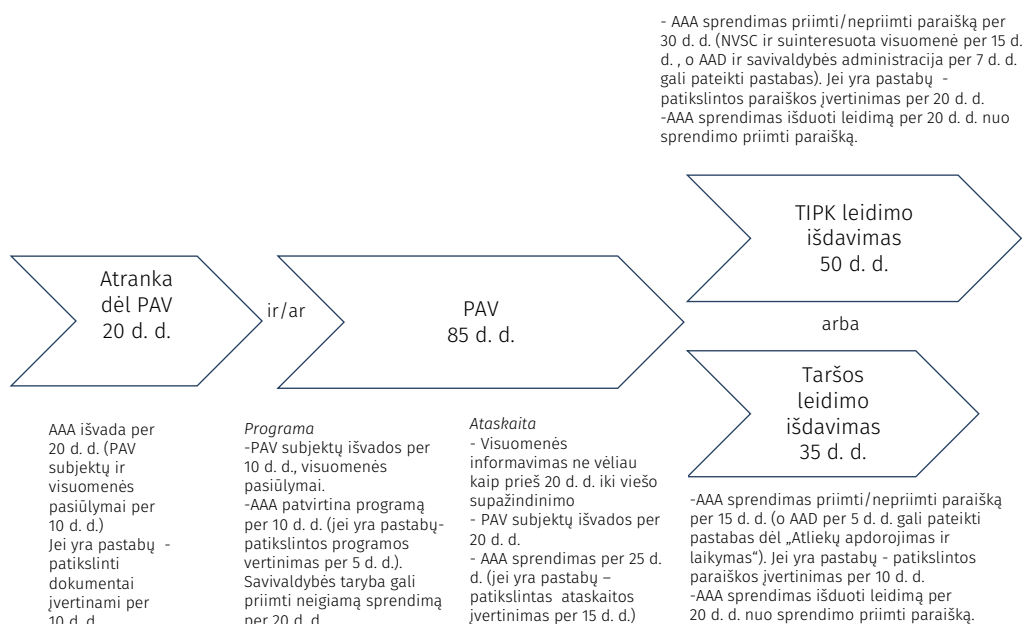 - AAA sprendimas priimti/nepriimti paraišką per
30 d. d. (NVSC ir suinteresuota visuomenė per 15 d.
d. , o AAD ir savivaldybės administracija per 7 d. d.
gali pateikti pastabas). Jei yra pastabų -
patikslintos paraiškos įvertinimas per 20 d. d.
-AAA sprendimas išduoti leidimą per 20 d. d. nuo
sprendimo priimti paraišką.
Atranka
dėl PAV
20 d. d.
ir/ar
PAV
85 d. d.
TIPK leidimo
išdavimas
50 d. d.
arba
Taršos
leidimo
išdavimas
35 d. d.
AAA išvada per
20 d. d. (PAV
subjektų ir
visuomenės
pasiūlymai per
10 d. d.)
Jei yra pastabų -
patikslinti
dokumentai
įvertinami per
10 d. d.
Programa
-PAV subjektų išvados per
10 d. d., visuomenės
pasiūlymai.
-AAA patvirtina programą
per 10 d. d. (jei yra pastabų-
patikslintos programos
vertinimas per 5 d. d.).
Savivaldybės taryba gali
priimti neigiamą sprendimą
per 20 d. d.
Ataskaita
- Visuomenės
informavimas ne vėliau
kaip prieš 20 d. d. iki viešo
supažindinimo
- PAV subjektų išvados per
20 d. d.
- AAA sprendimas per 25 d.
d. (jei yra pastabų –
patikslintas ataskaitos
įvertinimas per 15 d. d.)
-AAA sprendimas priimti/nepriimti paraišką
per 15 d. d. (o AAD per 5 d. d. gali pateikti
pastabas dėl „Atliekų apdorojimas ir
laikymas“). Jei yra pastabų - patikslintos
paraiškos įvertinimas per 10 d. d.
-AAA sprendimas išduoti leidimą per
20 d. d. nuo sprendimo priimti paraišką.